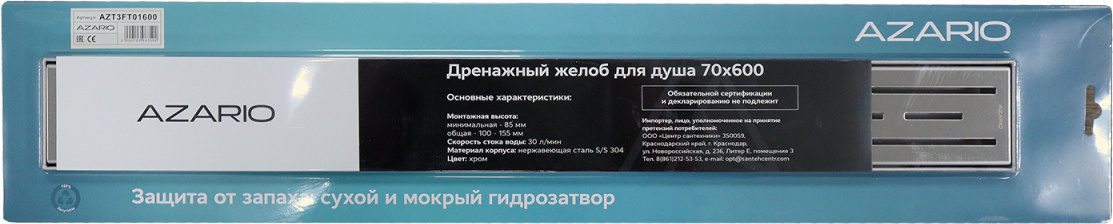 Артикул: AZT3FT01600
AZARIO
AZARIO
AZARIO
Дренажный желоб для душа 70x600
Основные характеристики:
Монтажная высота:
минимальная - 85 мм
общая - 100 - 155 мм
Скорость стока воды: 30 л/мин
Материал корпуса: нержавеющая сталь S/S 304
Цвет: хром
Обязательной сертификации
и декларированию не подлежит
Импортер, лицо, уполномоченное на принятие
претензий потребителей:
ООО «Центр сантехники» 350059,
Краснодарский край, г. Краснодар,
ул. Новороссийская, д. 236, Литер Е, помещение 3
Тел. 8(861)212-53-53, e-mail: opt@santehcentr.com
AZARIO
Защита от запаха: сухой и мокрый гидрозатвор